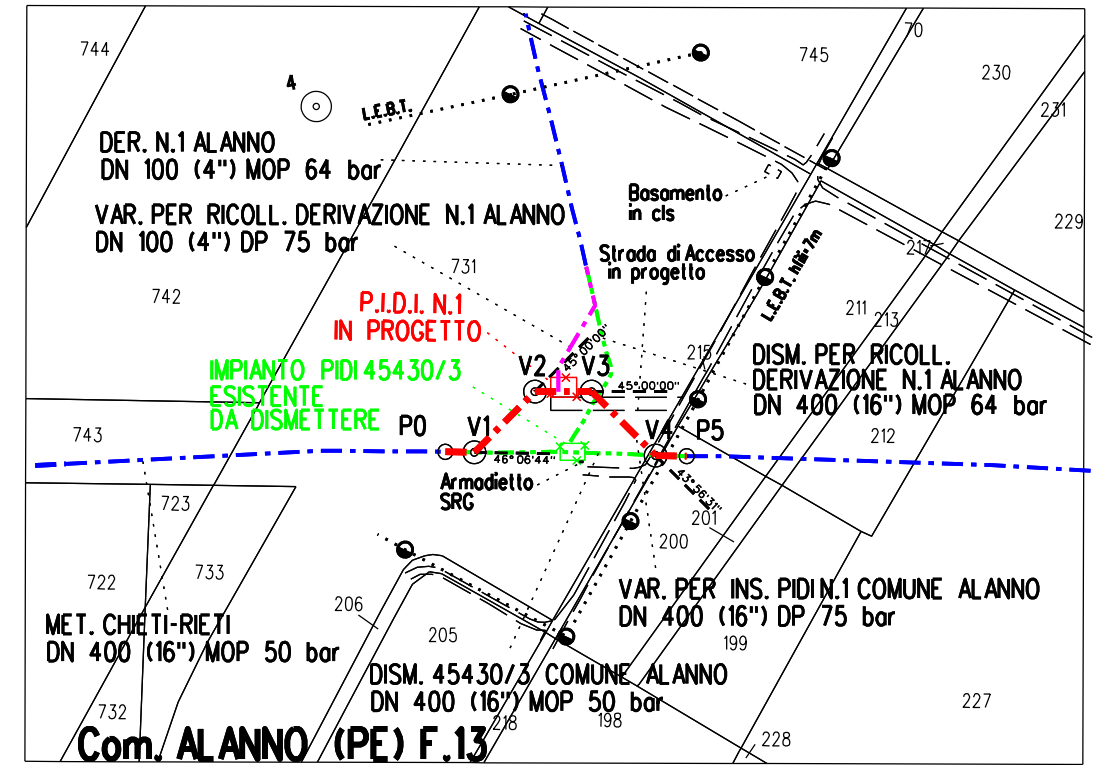 744
745
70
230
231
229
4
L.E.B.T.
DER. N.1 ALANNO
DN 100 (4") MOP 64 bar
VAR. PER RICOLL. DERIVAZIONE N.1 ALANNO
DN 100 (4") DP 75 bar
Basamento
in cls
Strada di Accesso
in progetto
L.E.B.T. hfili=7m
217
731
742
211
213
215
P.I.D.I. N.1
IN PROGETTO
IMPIANTO PIDI 45430/3
ESISTENTE
DA DISMETTERE
V2
V3
45°00'00"
45°00'00"
DISM. PER RICOLL.
DERIVAZIONE N.1 ALANNO
DN 400 (16") MOP 64 bar
743
P0
V1
V4
P5
212
46°06'44"
43°56'31"
Armadietto
SRG
723
201
200
722
733
206
205
VAR. PER INS. PIDI N.1 COMUNE ALANNO
DN 400 (16") DP 75 bar
199
MET. CHIETI-RIETI
DN 400 (16") MOP 50 bar
DISM. 45430/3 COMUNE ALANNO
DN 400 (16") MOP 50 bar
732
218
198
227
228
Com. ALANNO (PE) F.13